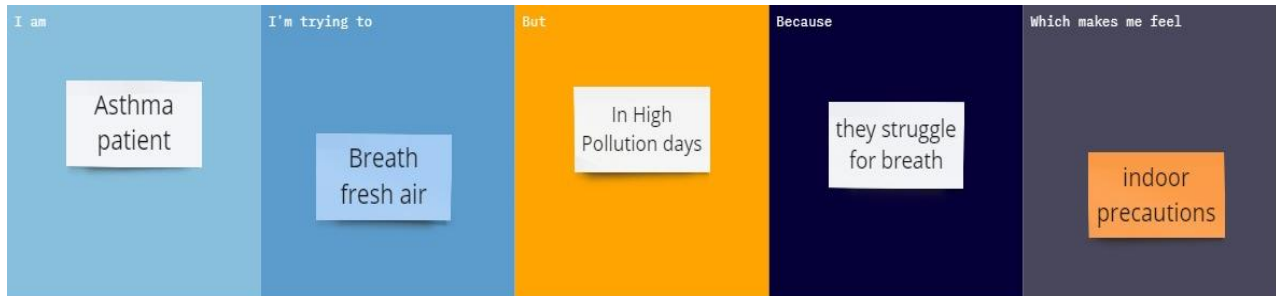 I am
Asthma
patient
I'm trying to
Breath
fresh air
But
In High
Pollution days
Because
they struggle
for breath
Which makes me feel
indoor
precautions